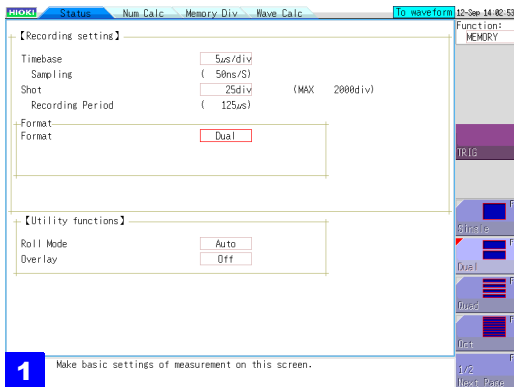 HIOKI Status Num Calc Memory Div Wave Calc To waveform 12-Sep 14:02:53
Function:
MEMORY
【Recording setting】
Timebase 5us/div
Sampling ( 50ns/S)
Shot 25div (MAX 2000div)
Recording Period ( 125us)
Format
Format Dual
TRIG
【Utility functions】
Roll Mode Auto
Overlay Off
F
Single
F
Dual
F
Quad
F
Oct
F
1/2
Next Page
1 Make basic settings of measurement on this screen.